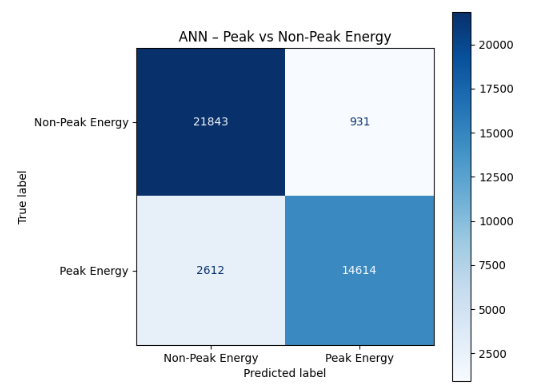 ANN – Peak vs Non-Peak Energy
True label
Non-Peak Energy
21843
931
Peak Energy
2612
14614
Non-Peak Energy
Peak Energy
Predicted label
20000
17500
15000
12500
10000
7500
5000
2500